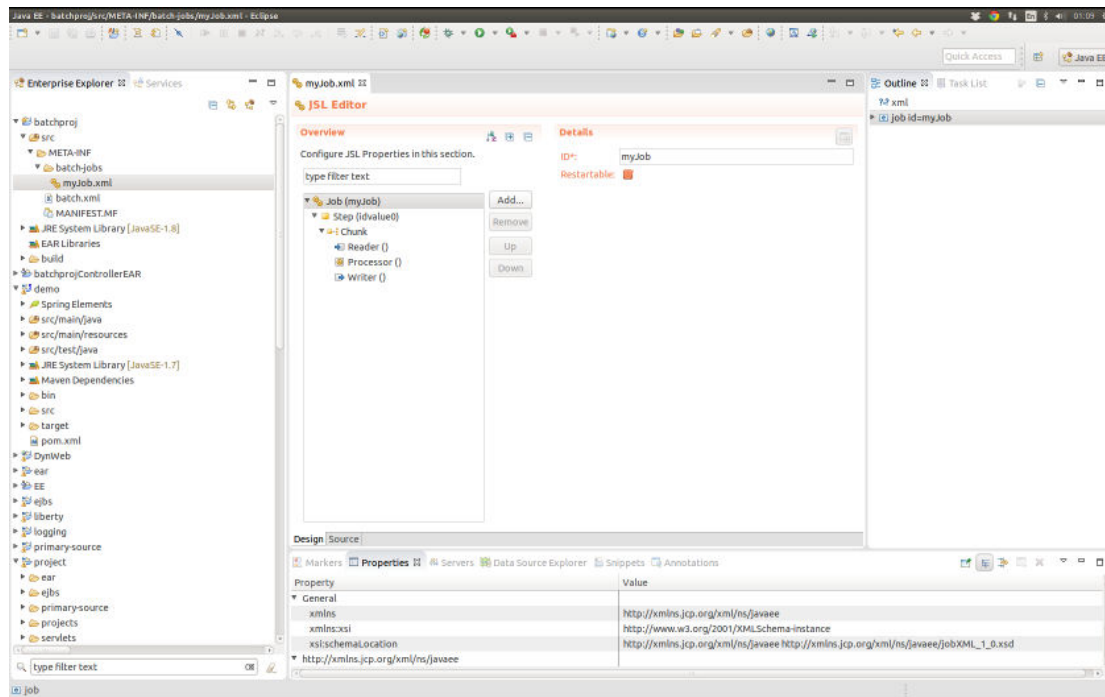 Java EE - batchproj/src/META-INF/batch-jobs/myJob.xml - Eclipse
En
01:09
Quick Access
Java EE
Enterprise Explorer
Services
batchproj
src
META-INF
batch-jobs
myJob.xml
batch.xml
MANIFEST.MF
JRE System Library [JavaSE-1.8]
EAR Libraries
build
batchprojControllerEAR
demo
Spring Elements
src/main/java
src/main/resources
src/test/java
JRE System Library [JavaSE-1.7]
Maven Dependencies
bin
src
target
pom.xml
DynWeb
ear
EE
ejbs
liberty
logging
primary-source
project
ear
ejbs
primary-source
projects
servlets
type filter text
job
myJob.xml
JSL Editor
Overview
Configure JSL Properties in this section.
type filter text
Job (myJob)
Step (idvalue0)
Chunk
Reader ()
Processor ()
Writer ()
Add...
Remove
Up
Down
Details
ID*:
myJob
Restartable:
Design Source
Markers Properties Servers Data Source Explorer Snippets Annotations
Property Value
General
xmlns http://xmlns.jcp.org/xml/ns/javaee
xmlns:xsi http://www.w3.org/2001/XMLSchema-instance
xsi:schemaLocation http://xmlns.jcp.org/xml/ns/javaee http://xmlns.jcp.org/xml/ns/javaee/jobXML_1_0.xsd
http://xmlns.jcp.org/xml/ns/javaee
Outline
Task List
xml
job id=myJob